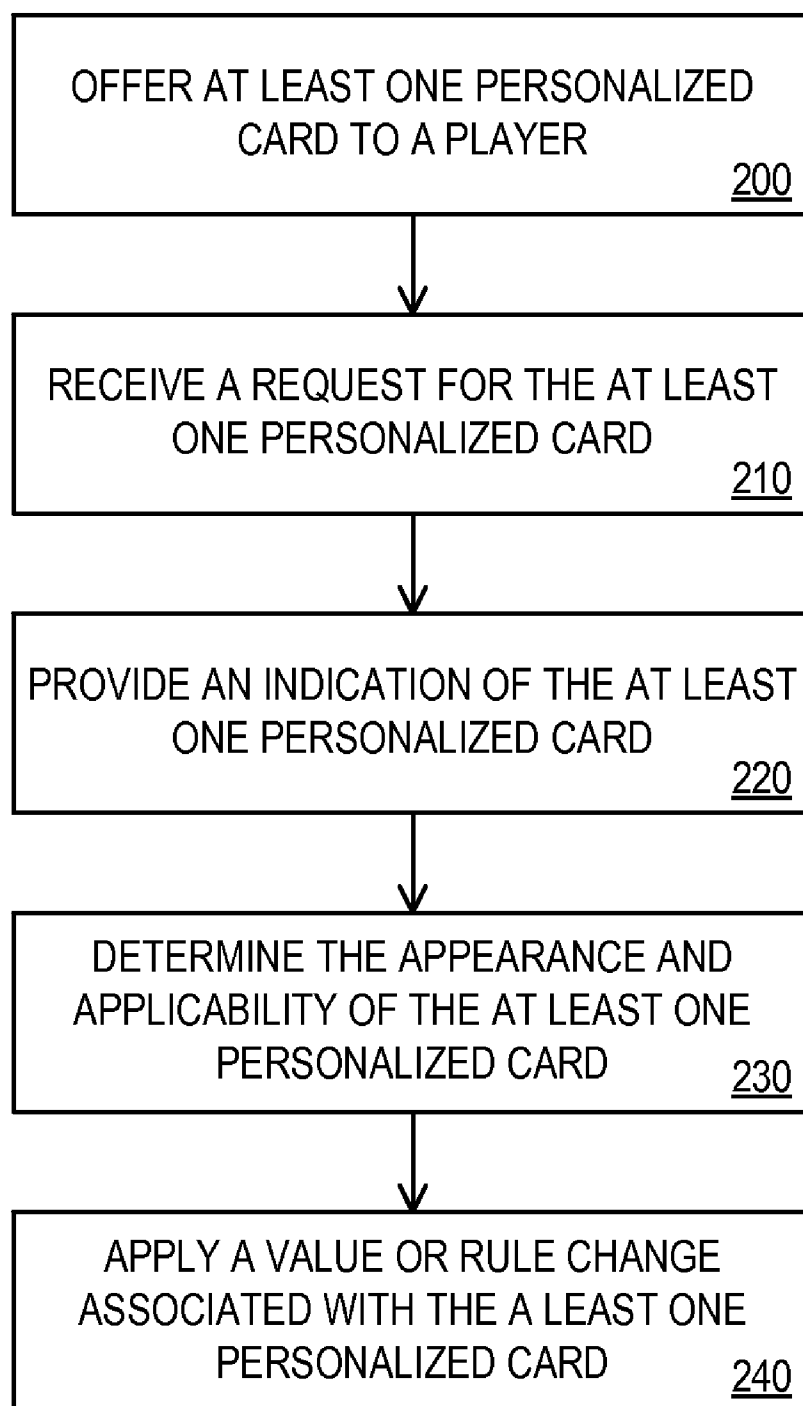 OFFER AT LEAST ONE PERSONALIZED
CARD TO A PLAYER
200
RECEIVE A REQUEST FOR THE AT LEAST
ONE PERSONALIZED CARD
210
PROVIDE AN INDICATION OF THE AT LEAST
ONE PERSONALIZED CARD
220
DETERMINE THE APPEARANCE AND
APPLICABILITY OF THE AT LEAST ONE
PERSONALIZED CARD
230
APPLY A VALUE OR RULE CHANGE
ASSOCIATED WITH THE A LEAST ONE
PERSONALIZED CARD
240